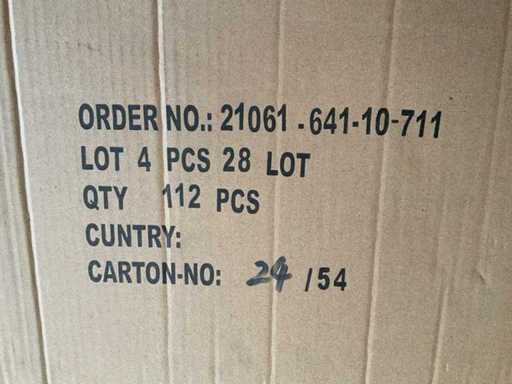 ORDER NO.: 21061 - 641-10-711
LOT 4 PCS 28 LOT
QTY 112 PCS
CUNTRY:
CARTON-NO: 24 / 54